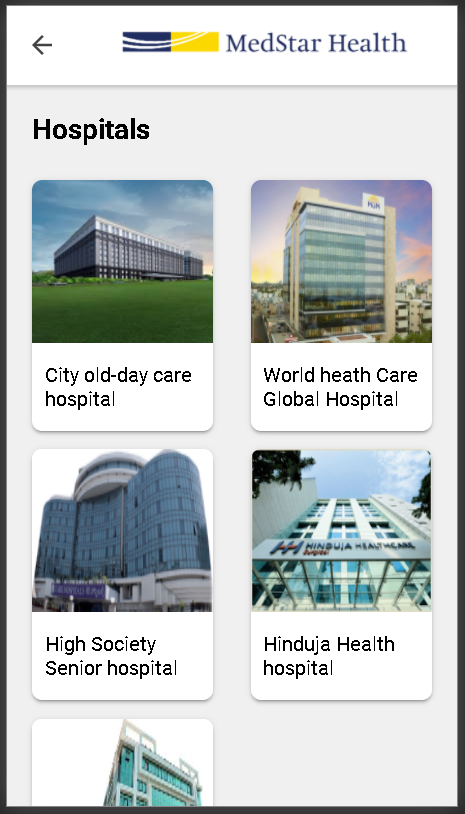 MedStar Health
Hospitals
City old-day care
hospital
World heath Care
Global Hospital
HINDUJA HEALTHCARE
Surgical
High Society
Senior hospital
Hinduja Health
hospital